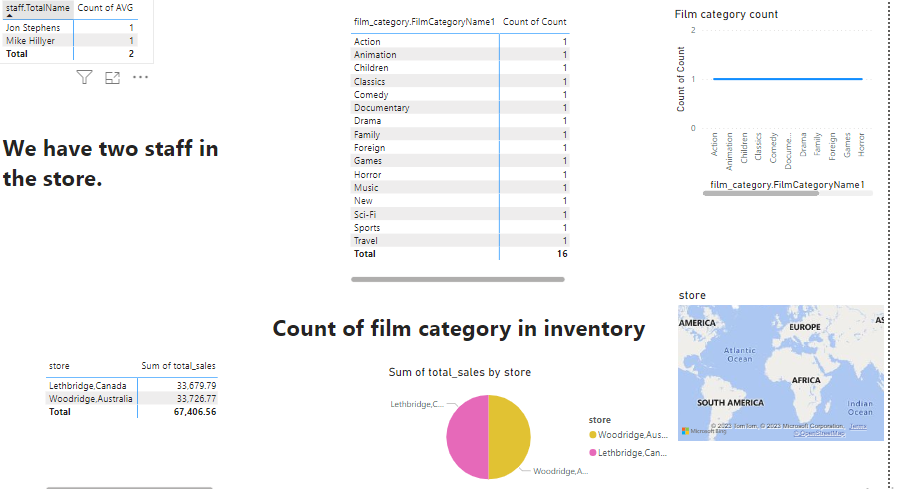 staff.TotalName Count of AVG
Jon Stephens 1
Mike Hillyer 1
Total 2
We have two staff in
the store.
film_category.FilmCategoryName1 Count of Count
Action 1
Animation 1
Children 1
Classics 1
Comedy 1
Documentary 1
Drama 1
Family 1
Foreign 1
Games 1
Horror 1
Music 1
New 1
Sci-Fi 1
Sports 1
Travel 1
Total 16
Film category count
Count of Count
2
1
0
Action
Animation
Children
Classics
Comedy
Docume...
Drama
Family
Foreign
Games
Horror
film_category.FilmCategoryName1
Count of film category in inventory
store Sum of total_sales
Lethbridge,Canada 33,679.79
Woodridge,Australia 33,726.77
Total 67,406.56
Sum of total_sales by store
Lethbridge,C...
Woodridge,A...
store
Woodridge,Aus...
Lethbridge,Can...
store
AMERICA
EUROPE
AS
Atlantic
Ocean
AFRICA
SOUTH AMERICA
Indian
Ocean
Microsoft Bing
© 2023 TomTom, © 2023 Microsoft Corporation, Terms
© OpenStreetMap